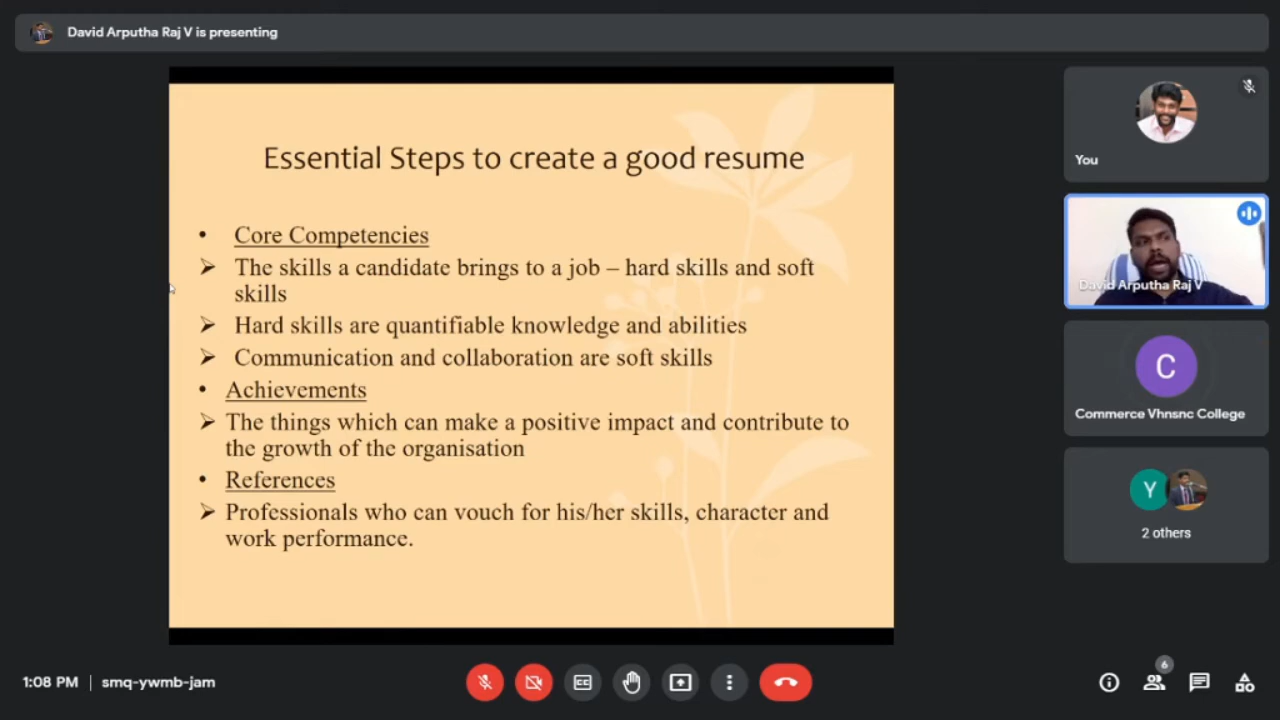 David Arputha Raj V is presenting
Essential Steps to create a good resume
• Core Competencies
➢ The skills a candidate brings to a job – hard skills and soft
skills
➢ Hard skills are quantifiable knowledge and abilities
➢ Communication and collaboration are soft skills
• Achievements
➢ The things which can make a positive impact and contribute to
the growth of the organisation
• References
➢ Professionals who can vouch for his/her skills, character and
work performance.
You
David Arputha Raj V
C
Commerce Vhnsnc College
Y
2 others
1:08 PM | smq-ywmb-jam
CC
6